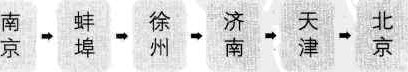 南京 → 蚌埠 → 徐州 → 济南 → 天津 → 北京